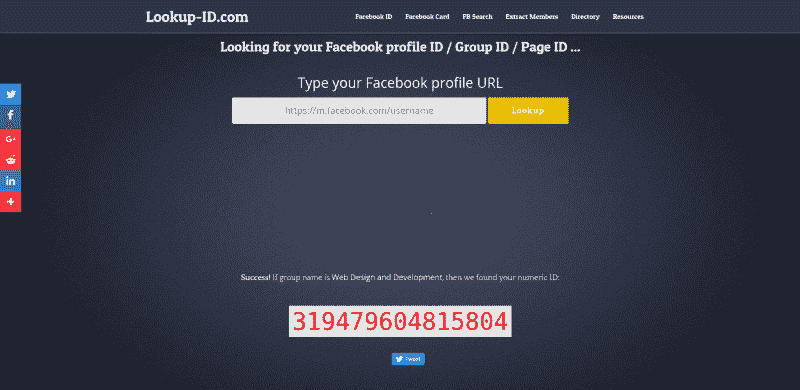 Lookup-ID.com
Facebook ID Facebook Card FB Search Extract Members Directory Resources
Looking for your Facebook profile ID / Group ID / Page ID ...
Type your Facebook profile URL
https://m.facebook.com/username Lookup
G+
in
Success! If group name is Web Design and Development, then we found your numeric ID:
319479604815804
Tweet